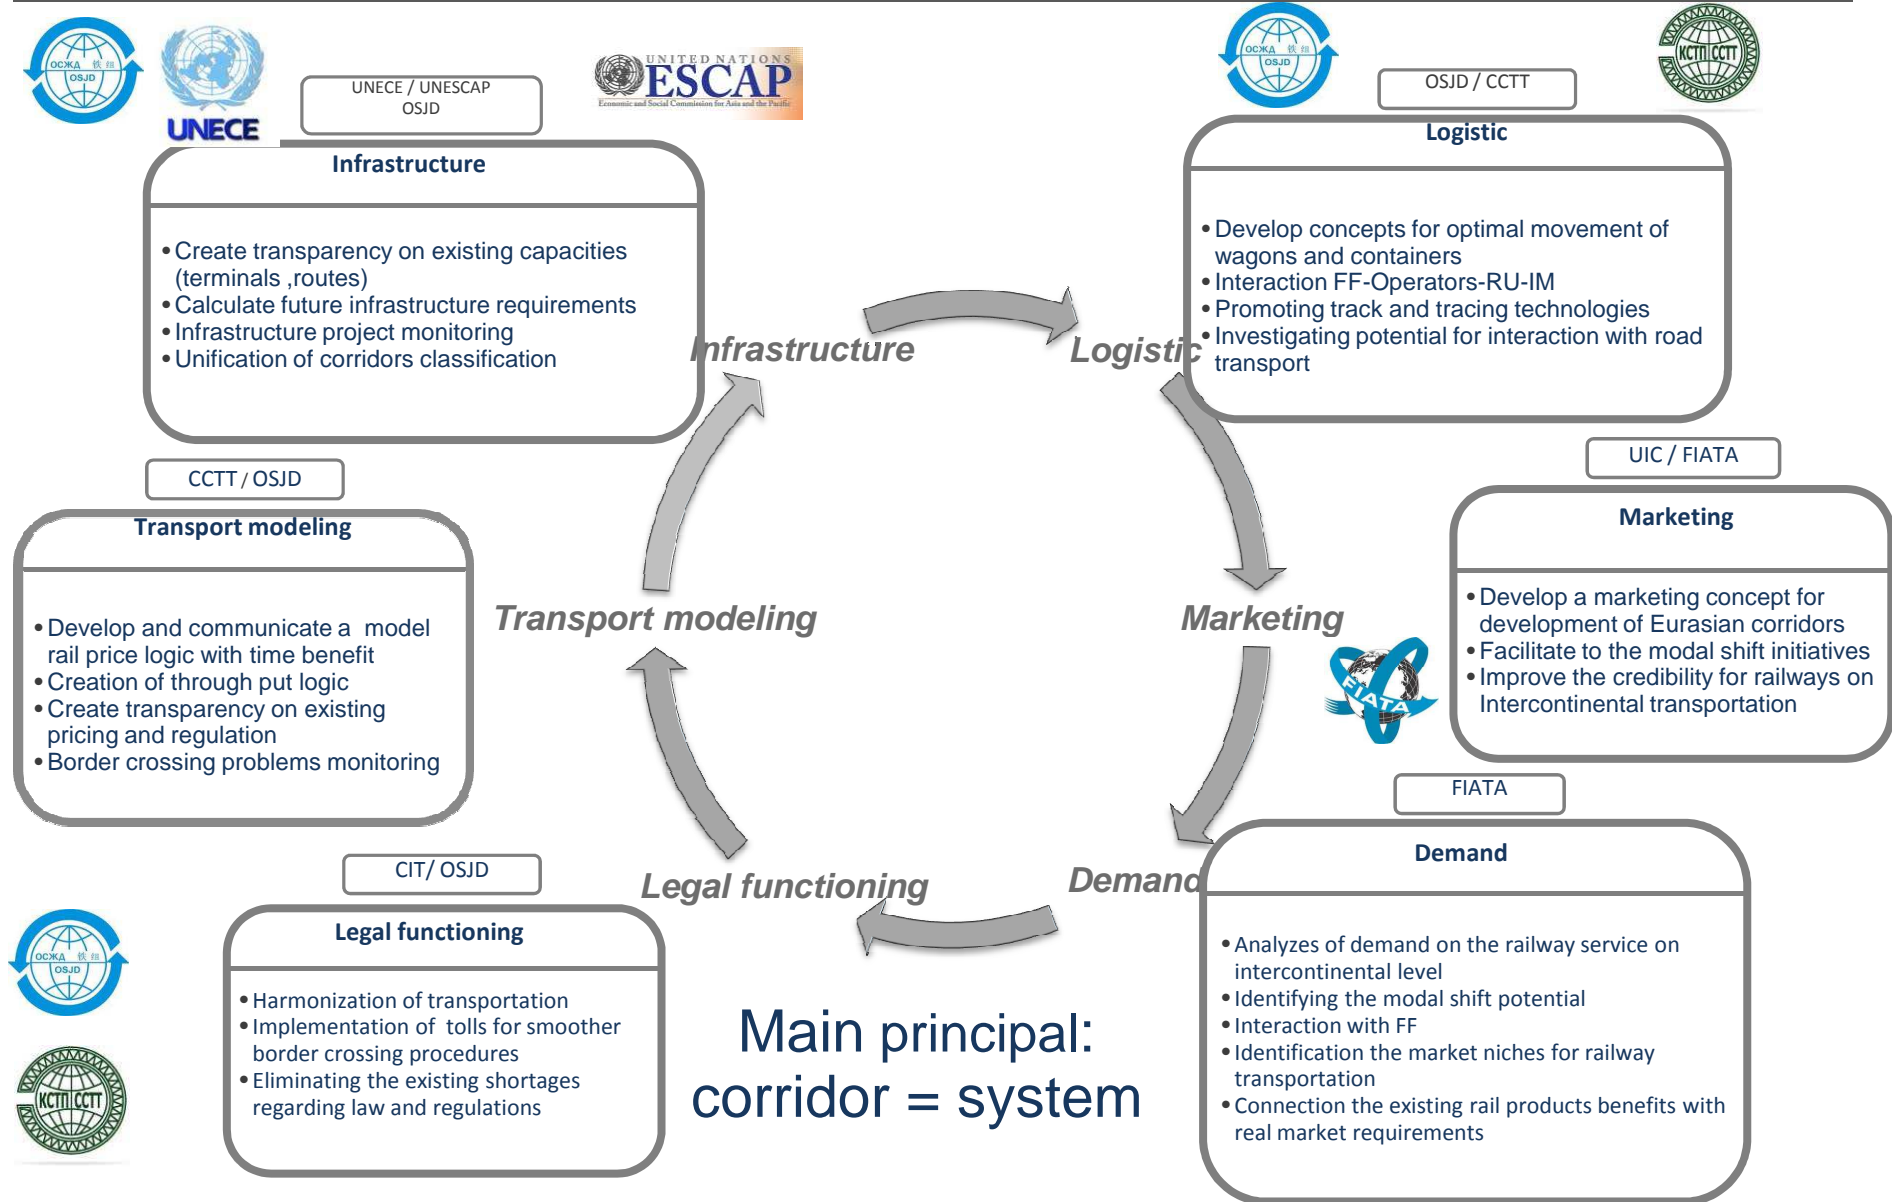 ОСЖД 铁组
OSJD
UNECE
UNECE / UNESCAP
OSJD
UNITED NATIONS
ESCAP
Economic and Social Commission for Asia and the Pacific
Infrastructure
• Create transparency on existing capacities
(terminals ,routes)
• Calculate future infrastructure requirements
• Infrastructure project monitoring
• Unification of corridors classification
ОСЖД 铁组
OSJD
OSJD / CCTT
КСТП CCTT
Logistic
• Develop concepts for optimal movement of
wagons and containers
• Interaction FF-Operators-RU-IM
• Promoting track and tracing technologies
• Investigating potential for interaction with road
transport
Infrastructure
Logistic
CCTT / OSJD
Transport modeling
• Develop and communicate a model
rail price logic with time benefit
• Creation of through put logic
• Create transparency on existing
pricing and regulation
• Border crossing problems monitoring
Transport modeling
Marketing
UIC / FIATA
Marketing
• Develop a marketing concept for
development of Eurasian corridors
• Facilitate to the modal shift initiatives
• Improve the credibility for railways on
Intercontinental transportation
FIATA
CIT/ OSJD
Legal functioning
• Harmonization of transportation
• Implementation of tolls for smoother
border crossing procedures
• Eliminating the existing shortages
regarding law and regulations
ОСЖД 铁组
OSJD
КСТП CCTT
Legal functioning
Demand
FIATA
Demand
• Analyzes of demand on the railway service on
intercontinental level
• Identifying the modal shift potential
• Interaction with FF
• Identification the market niches for railway
transportation
• Connection the existing rail products benefits with
real market requirements
Main principal:
corridor = system